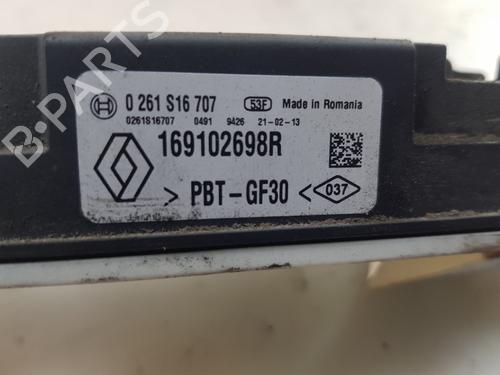 0 261 S16 707 53F Made in Romania
0261S16707 0491 9426 21-02-13
169102698R
> PBT-GF30 < 037
B-PARTS